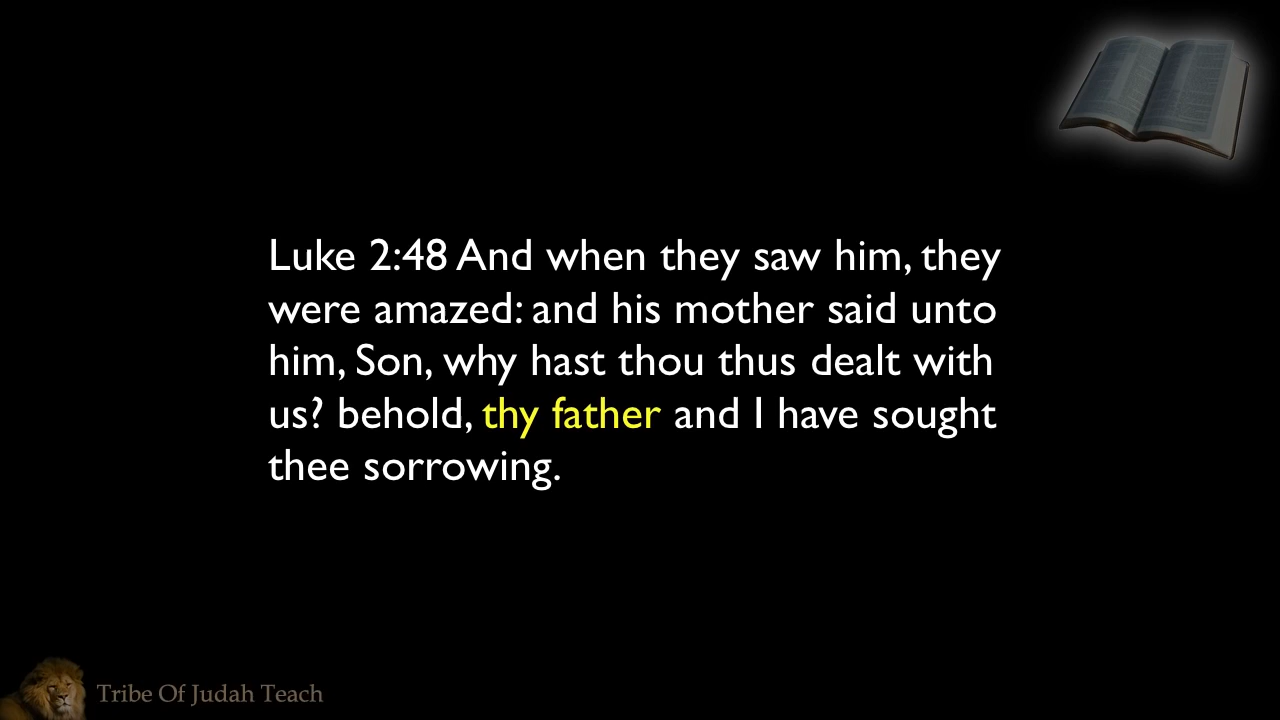 Luke 2:48 And when they saw him, they
were amazed: and his mother said unto
him, Son, why hast thou thus dealt with
us? behold, thy father and I have sought
thee sorrowing.
Tribe Of Judah Teach